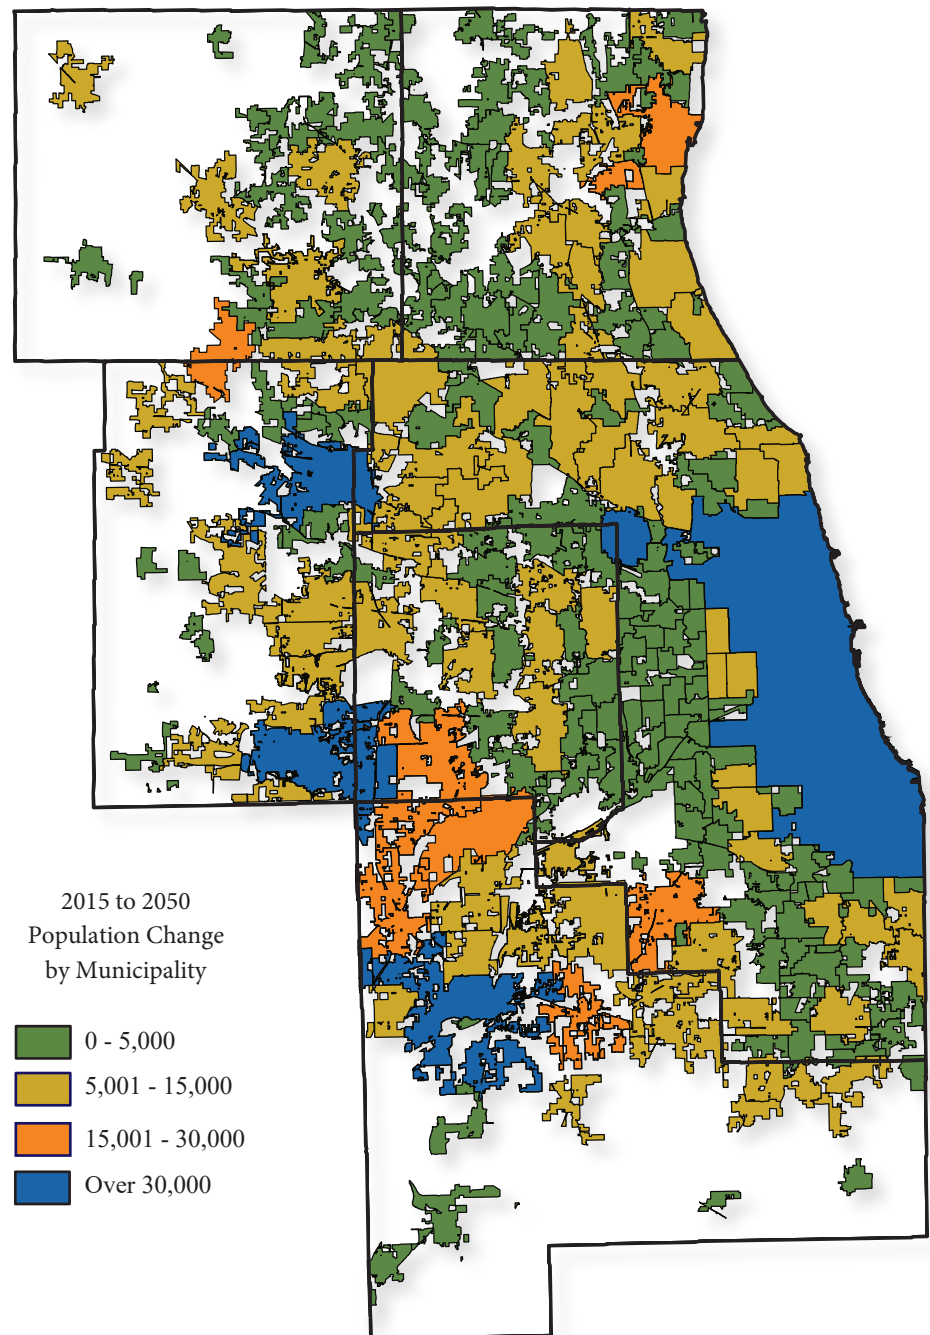 2015 to 2050
Population Change
by Municipality
0 - 5,000
5,001 - 15,000
15,001 - 30,000
Over 30,000